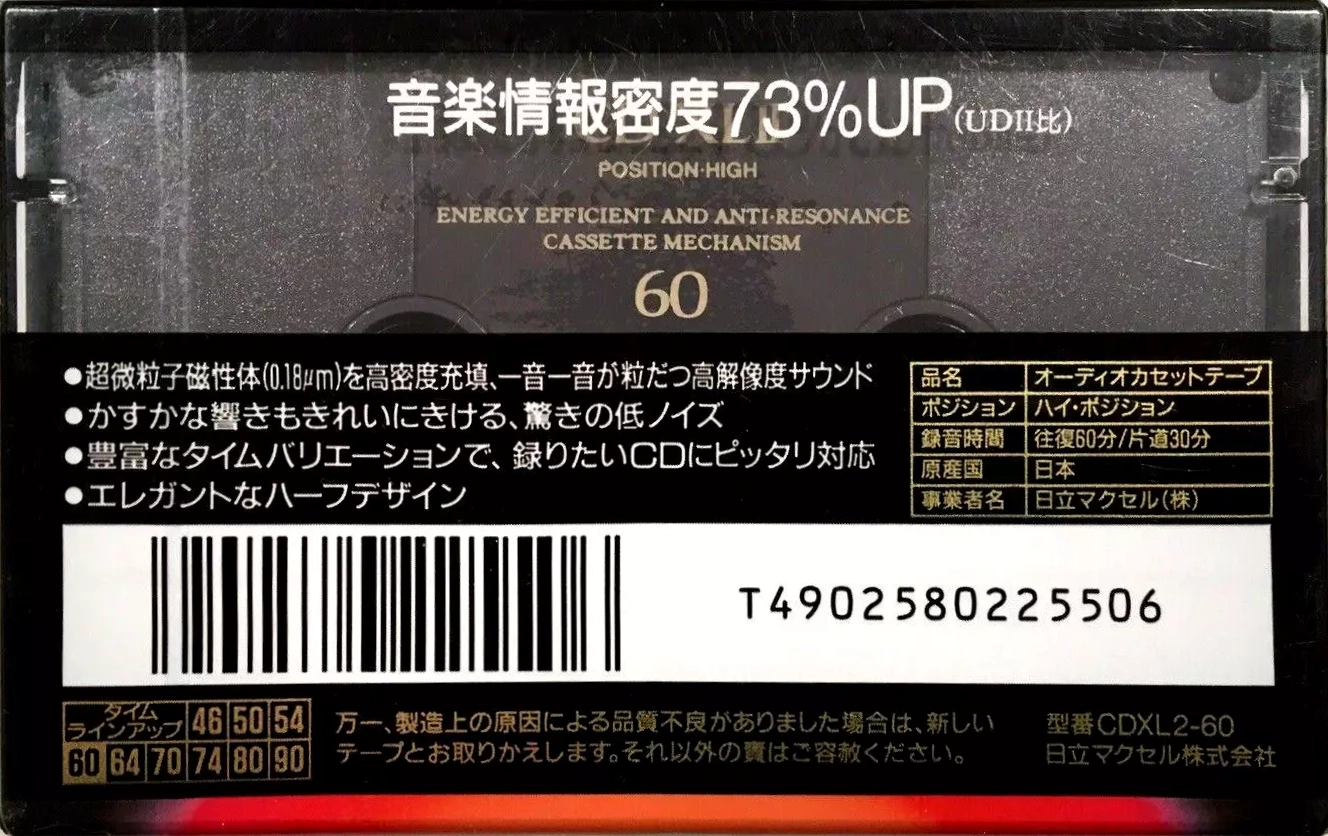 音楽情報密度73%UP(UDII比)
POSITION·HIGH
ENERGY EFFICIENT AND ANTI·RESONANCE
CASSETTE MECHANISM
60
●超微粒子磁性体(0.18μm)を高密度充填、一音一音が粒だつ高解像度サウンド
●かすかな響きもきれいにきける、驚きの低ノイズ
●豊富なタイムバリエーションで、録りたいCDにピッタリ対応
●エレガントなハーフデザイン
品名 オーディオカセットテープ
ポジション ハイ・ポジション
録音時間 往復60分/片道30分
原産国 日本
事業者名 日立マクセル(株)
T4902580225506
タイム
ラインアップ 46 50 54
60 64 70 74 80 90
万一、製造上の原因による品質不良がありました場合は、新しい
テープとお取りかえします。それ以外の責はご容赦ください。
型番CDXL2-60
日立マクセル株式会社